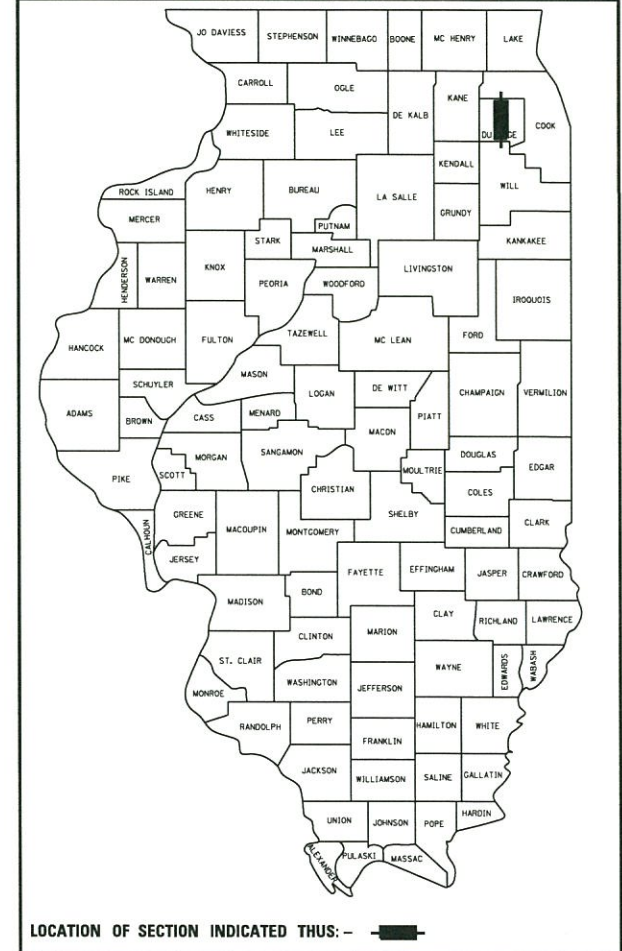 JO DAVIESS STEPHENSON WINNEBAGO BOONE MC HENRY LAKE
CARROLL OGLE KANE
DE KALB COOK
WHITESIDE LEE
KENDALL
ROCK ISLAND HENRY BUREAU LA SALLE WILL
MERCER GRUNDY
PUTNAM
STARK MARSHALL KANKAKEE
HENDERSON WARREN KNOX PEORIA WOODFORD LIVINGSTON
IROQUOIS
HANCOCK MC DONOUGH FULTON TAZEWELL MC LEAN FORD
MASON
SCHUYLER LOGAN DE WITT CHAMPAIGN VERMILION
ADAMS BROWN CASS MENARD PIATT
MACON
PIKE SCOTT MORGAN SANGAMON MOULTRIE DOUGLAS EDGAR
CHRISTIAN COLES
CALHOUN GREENE MACOUPIN MONTGOMERY SHELBY CUMBERLAND CLARK
JERSEY
FAYETTE EFFINGHAM JASPER CRAWFORD
MADISON BOND
CLAY RICHLAND LAWRENCE
CLINTON MARION
ST. CLAIR WAYNE EDWARDS WABASH
MONROE WASHINGTON JEFFERSON
RANDOLPH PERRY HAMILTON WHITE
FRANKLIN
JACKSON WILLIAMSON SALINE GALLATIN
UNION JOHNSON POPE HARDIN
ALEXANDER PULASKI MASSAC
LOCATION OF SECTION INDICATED THUS:-